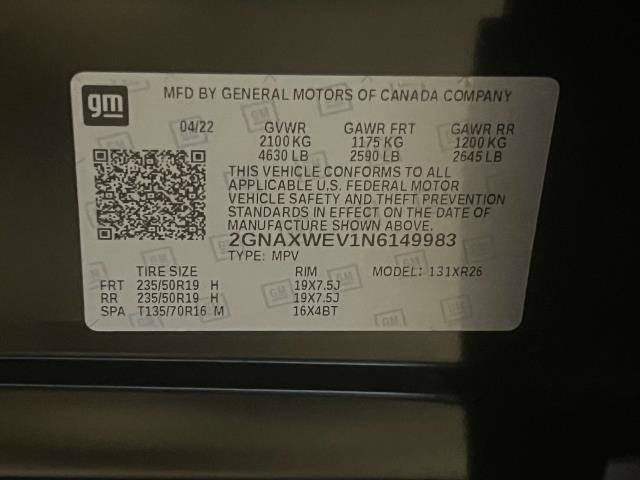 gm
MFD BY GENERAL MOTORS OF CANADA COMPANY
04/22 GVWR GAWR FRT GAWR RR
2100 KG 1175 KG 1200 KG
4630 LB 2590 LB 2645 LB
THIS VEHICLE CONFORMS TO ALL
APPLICABLE U.S. FEDERAL MOTOR
VEHICLE SAFETY AND THEFT PREVENTION
STANDARDS IN EFFECT ON THE DATE OF
MANUFACTURE SHOWN ABOVE.
2GNAXWEV1N6149983
TYPE: MPV MODEL: 131XR26
TIRE SIZE RIM
FRT 235/50R19 H 19X7.5J
RR 235/50R19 H 19X7.5J
SPA T135/70R16 M 16X4BT